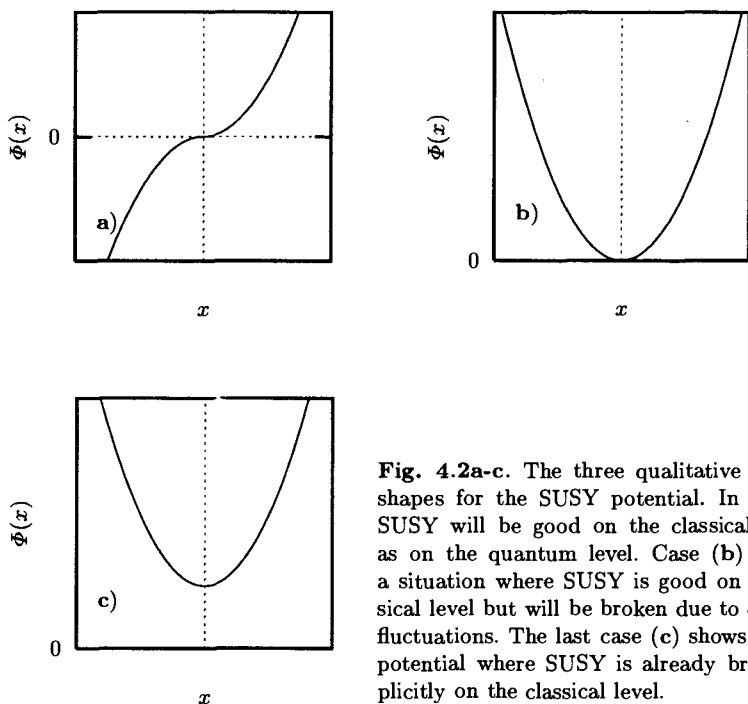 Φ(x)
0
a)
x
Φ(x)
b)
0
x
Φ(x)
c)
0
x
Fig. 4.2a-c. The three qualitative
shapes for the SUSY potential. In
SUSY will be good on the classical
as on the quantum level. Case (b)
a situation where SUSY is good on
sical level but will be broken due to
fluctuations. The last case (c) shows
potential where SUSY is already br
plicitly on the classical level.